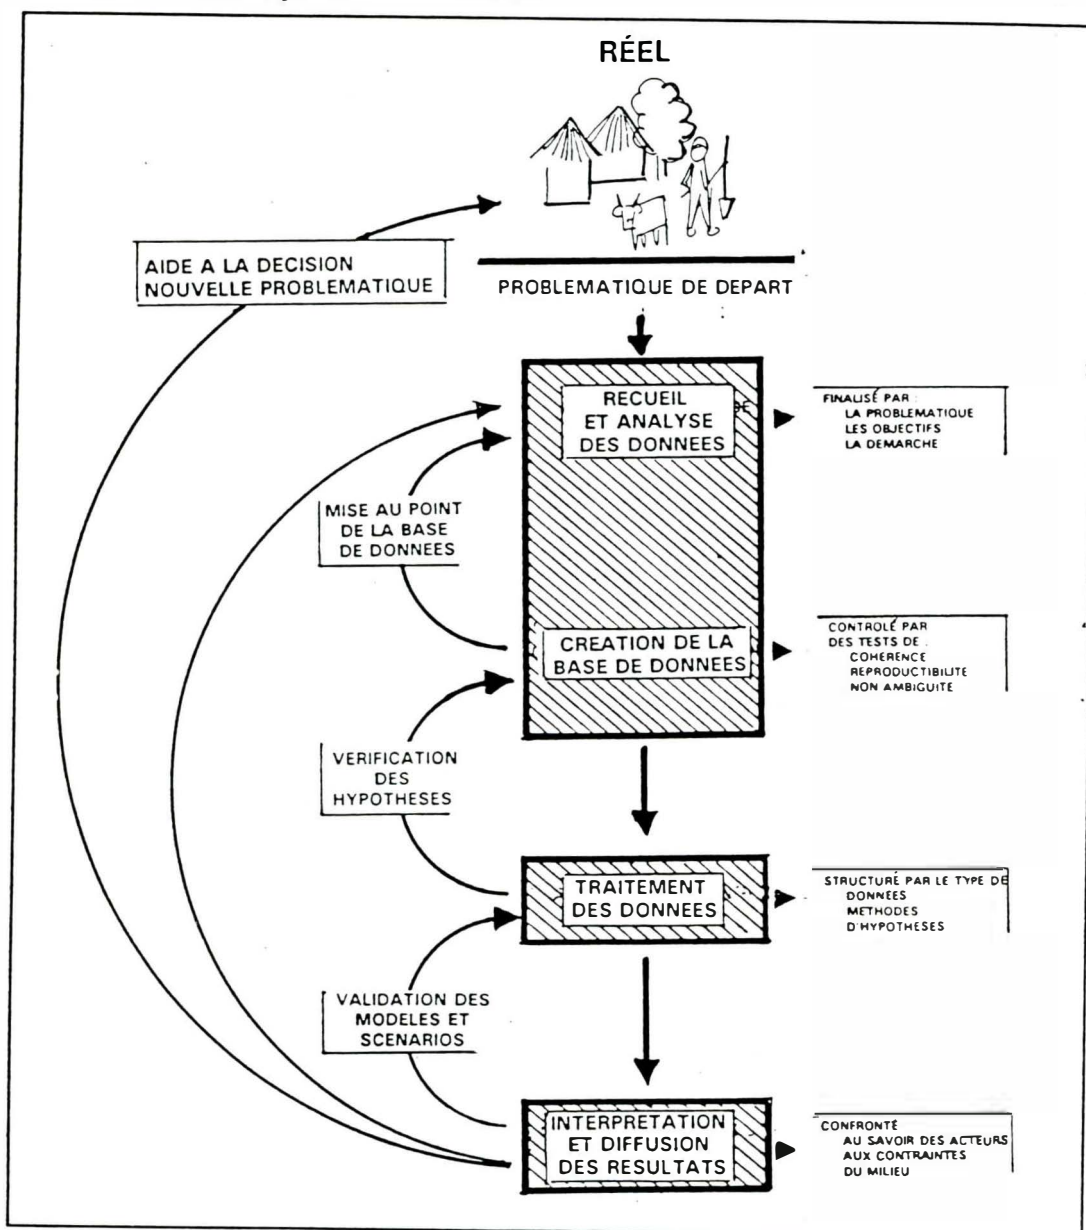 RÉEL
AIDE A LA DECISION
NOUVELLE PROBLEMATIQUE
PROBLEMATIQUE DE DEPART
RECUEIL
ET ANALYSE
DES DONNEES
FINALISÉ PAR :
LA PROBLEMATIQUE
LES OBJECTIFS
LA DEMARCHE
MISE AU POINT
DE LA BASE
DE DONNEES
CREATION DE LA
BASE DE DONNEES
CONTROLÉ PAR
DES TESTS DE :
COHERENCE
REPRODUCTIBILITE
NON AMBIGUITE
VERIFICATION
DES
HYPOTHESES
TRAITEMENT
DES DONNEES
STRUCTURÉ PAR LE TYPE DE
DONNEES
METHODES
D'HYPOTHESES
VALIDATION DES
MODELES ET
SCENARIOS
INTERPRETATION
ET DIFFUSION
DES RESULTATS
CONFRONTÉ
AU SAVOIR DES ACTEURS
AUX CONTRAINTES
DU MILIEU